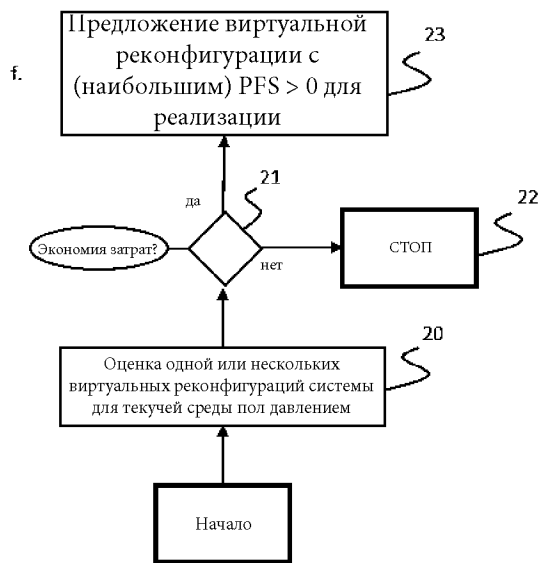 Предложение виртуальной
реконфигурации с
(наибольшим) PFS > 0 для
реализации
23
f.
да
21
22
Экономия затрат?
нет
СТОП
20
Оценка одной или нескольких
виртуальных реконфигураций системы
для текучей среды пол давлением
Начало